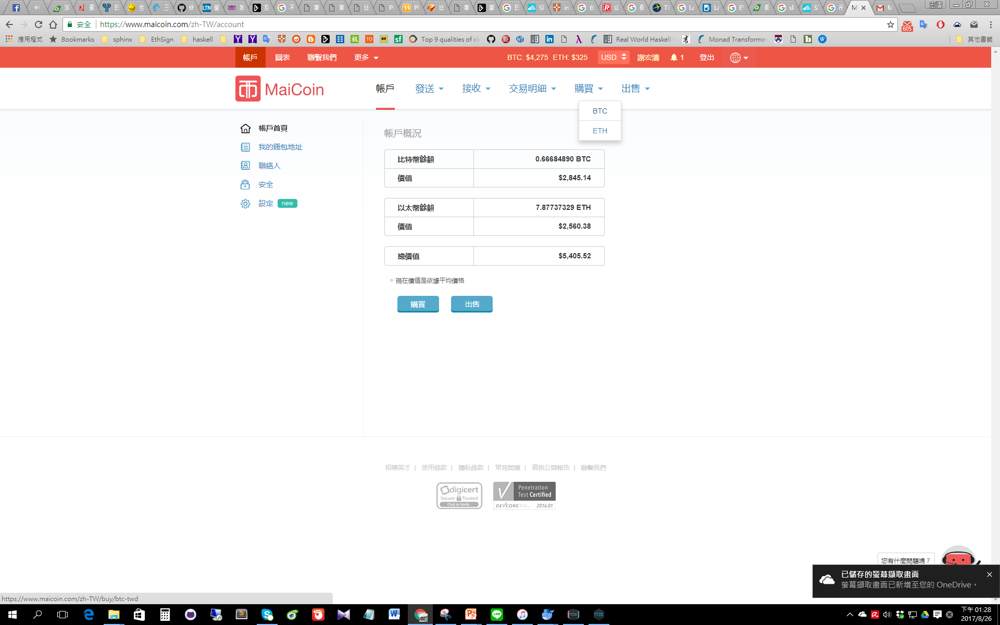 宏濤
安全 https://www.maicoin.com/zh-TW/account
605
應用程式 Bookmarks sphinx EthSign haskell Top 9 qualities of cl Real World Haskell Monad Transforme 其他書籤
帳戶 圖表 聯繫我們 更多 BTC: $4,275 ETH: $325 USD 謝宏濤 1 登出
MaiCoin 帳戶 發送 接收 交易明細 購買 出售
BTC
ETH
帳戶首頁
我的錢包地址
聯絡人
安全
設定 new
帳戶概況
比特幣餘額 0.66684890 BTC
價值 $2,845.14
以太幣餘額 7.87737329 ETH
價值 $2,560.38
總價值 $5,405.52
現在價值是依據平均價格
購買 出售
招聘英才 | 使用條款 | 隱私條款 | 常見問題 | 資訊公開報告 | 聯繫我們
digicert
Secure Trusted
Click to Verify
Penetration
Test Certified
DEVCORE 2016.01
您有什麼問題嗎？
已儲存的螢幕擷取畫面
螢幕擷取畫面已新增至您的 OneDrive。
https://www.maicoin.com/zh-TW/buy/btc-twd
下午 01:28
2017/8/26